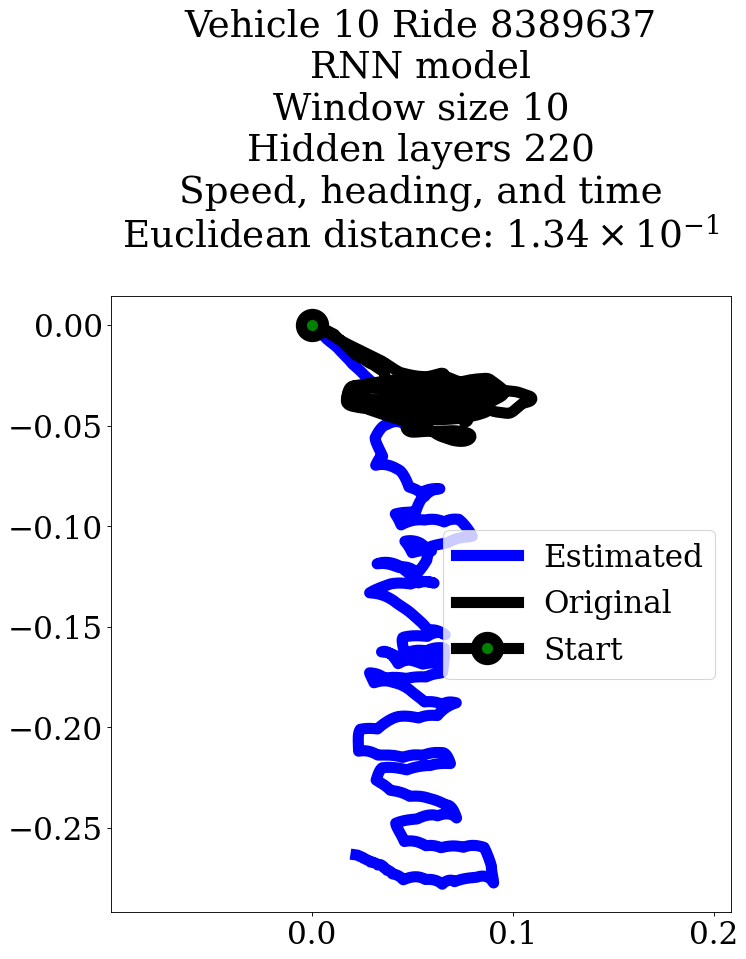 Vehicle 10 Ride 8389637
RNN model
Window size 10
Hidden layers 220
Speed, heading, and time
Euclidean distance: 1.34 × 10⁻¹
0.00
−0.05
−0.10
−0.15
−0.20
−0.25
Estimated
Original
Start
0.0 0.1 0.2